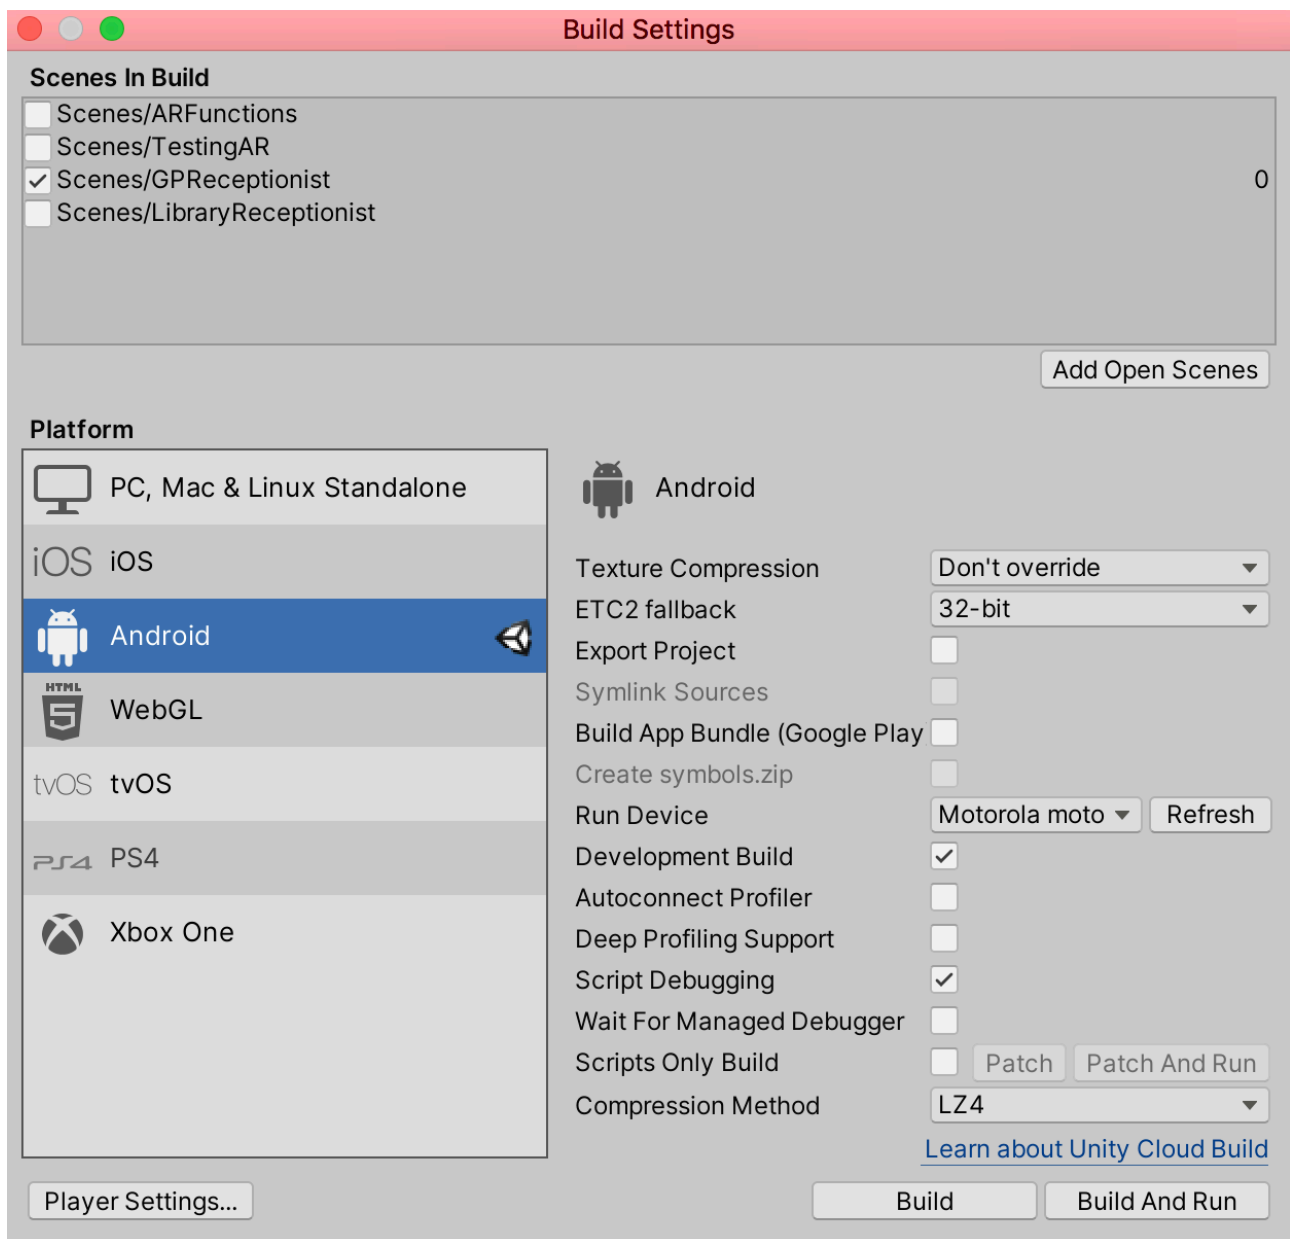 Build Settings
Scenes In Build
Scenes/ARFunctions
Scenes/TestingAR
Scenes/GPReceptionist 0
Scenes/LibraryReceptionist
Add Open Scenes
Platform
PC, Mac & Linux Standalone
iOS iOS
Android
HTML
5 WebGL
tvOS tvOS
PS4 PS4
Xbox One
Android
Texture Compression Don't override
ETC2 fallback 32-bit
Export Project
Symlink Sources
Build App Bundle (Google Play
Create symbols.zip
Run Device Motorola moto Refresh
Development Build
Autoconnect Profiler
Deep Profiling Support
Script Debugging
Wait For Managed Debugger
Scripts Only Build Patch Patch And Run
Compression Method LZ4
Learn about Unity Cloud Build
Player Settings... Build Build And Run